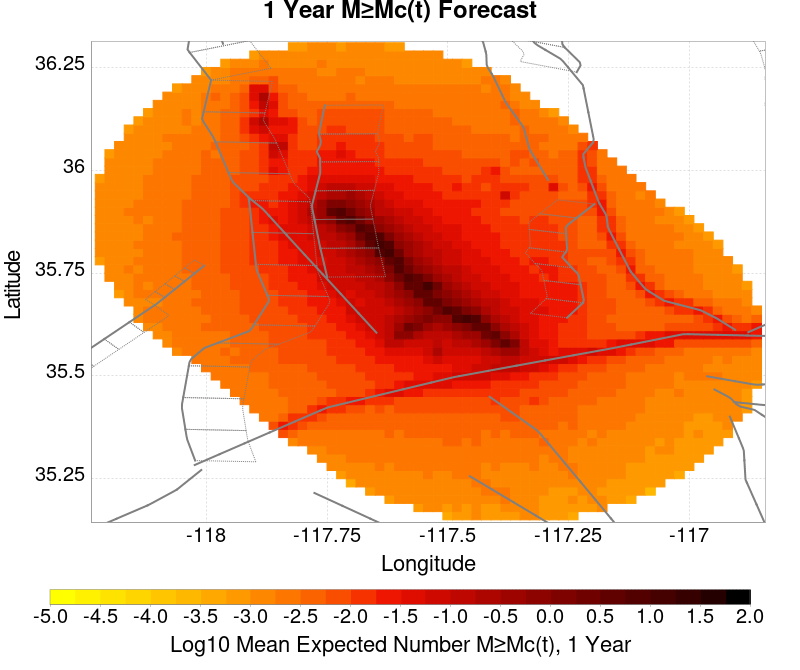 1 Year M≥Mc(t) Forecast
36.25
36
35.75
35.5
35.25
Latitude
-118
-117.75
-117.5
-117.25
-117
Longitude
-5.0 -4.5 -4.0 -3.5 -3.0 -2.5 -2.0 -1.5 -1.0 -0.5 0.0 0.5 1.0 1.5 2.0
Log10 Mean Expected Number M≥Mc(t), 1 Year